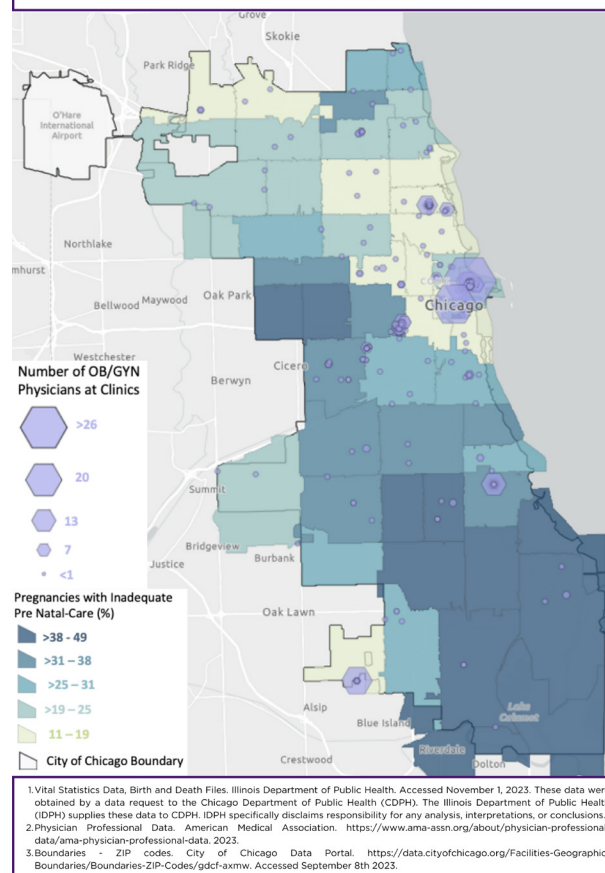 Grove
Skokie
Park Ridge
O'Hare
International
Airport
Northlake
mhurst
Bellwood
Maywood
Oak Park
Chicago
Westchester
Cicero
Berwyn
Number of OB/GYN
Physicians at Clinics
>26
20
13
7
<1
Summit
Bridgeview
Justice
Burbank
Oak Lawn
Pregnancies with Inadequate
Pre Natal-Care (%)
>38 - 49
>31 – 38
>25 – 31
>19 – 25
11 – 19
City of Chicago Boundary
Alsip
Blue Island
Crestwood
Lake
Calumet
Riverdale
Dolton
1. Vital Statistics Data, Birth and Death Files. Illinois Department of Public Health. Accessed November 1, 2023. These data were
obtained by a data request to the Chicago Department of Public Health (CDPH). The Illinois Department of Public Healt
(IDPH) supplies these data to CDPH. IDPH specifically disclaims responsibility for any analysis, interpretations, or conclusions.
2. Physician Professional Data. American Medical Association. https://www.ama-assn.org/about/physician-professional
data/ama-physician-professional-data. 2023.
3. Boundaries - ZIP codes. City of Chicago Data Portal. https://data.cityofchicago.org/Facilities-Geographic
Boundaries/Boundaries-ZIP-Codes/gdcf-axmw. Accessed September 8th 2023.